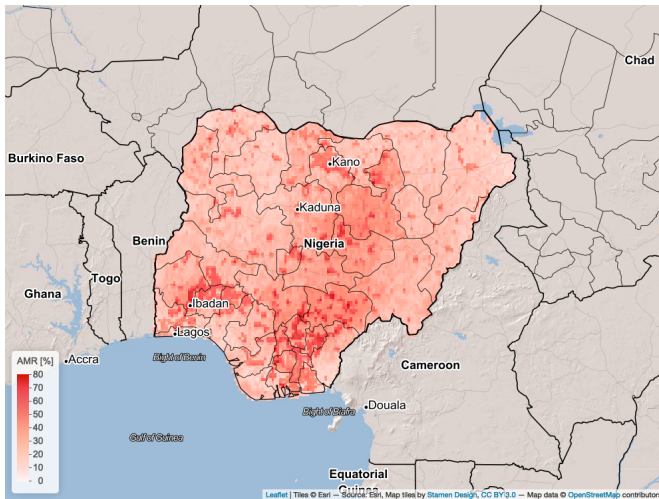 Chad
Burkino Faso
Kano
Kaduna
Benin
Nigeria
Togo
Ghana
Ibadan
Lagos
Accra
Bight of Benin
Cameroon
AMR [%]
80
70
60
50
40
30
20
10
0
Bight of Biafra
Douala
Gulf of Guinea
Equatorial
Guinea
Leaflet | Tiles © Esri — Source: Esri, Map tiles by Stamen Design, CC BY 3.0 — Map data © OpenStreetMap contributor